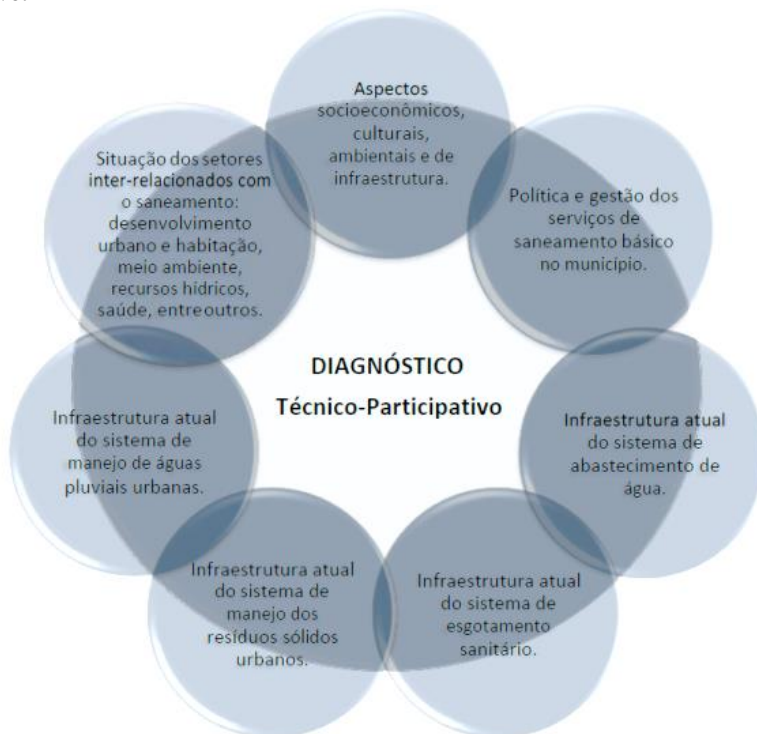 Aspectos
socioeconômicos,
culturais,
ambientais e de
infraestrutura.
Política e gestão dos
serviços de
saneamento básico
no município.
Infraestrutura atual
do sistema de
abastecimento de
água.
Infraestrutura atual
do sistema de
esgotamento
sanitário.
Infraestrutura atual
do sistema de
manejo dos
resíduos sólidos
urbanos.
Infraestrutura atual
do sistema de
manejo de águas
pluviais urbanas.
Situação dos setores
inter-relacionados com
o saneamento:
desenvolvimento
urbano e habitação,
meio ambiente,
recursos hídricos,
saúde, entre outros.
DIAGNÓSTICO
Técnico-Participativo